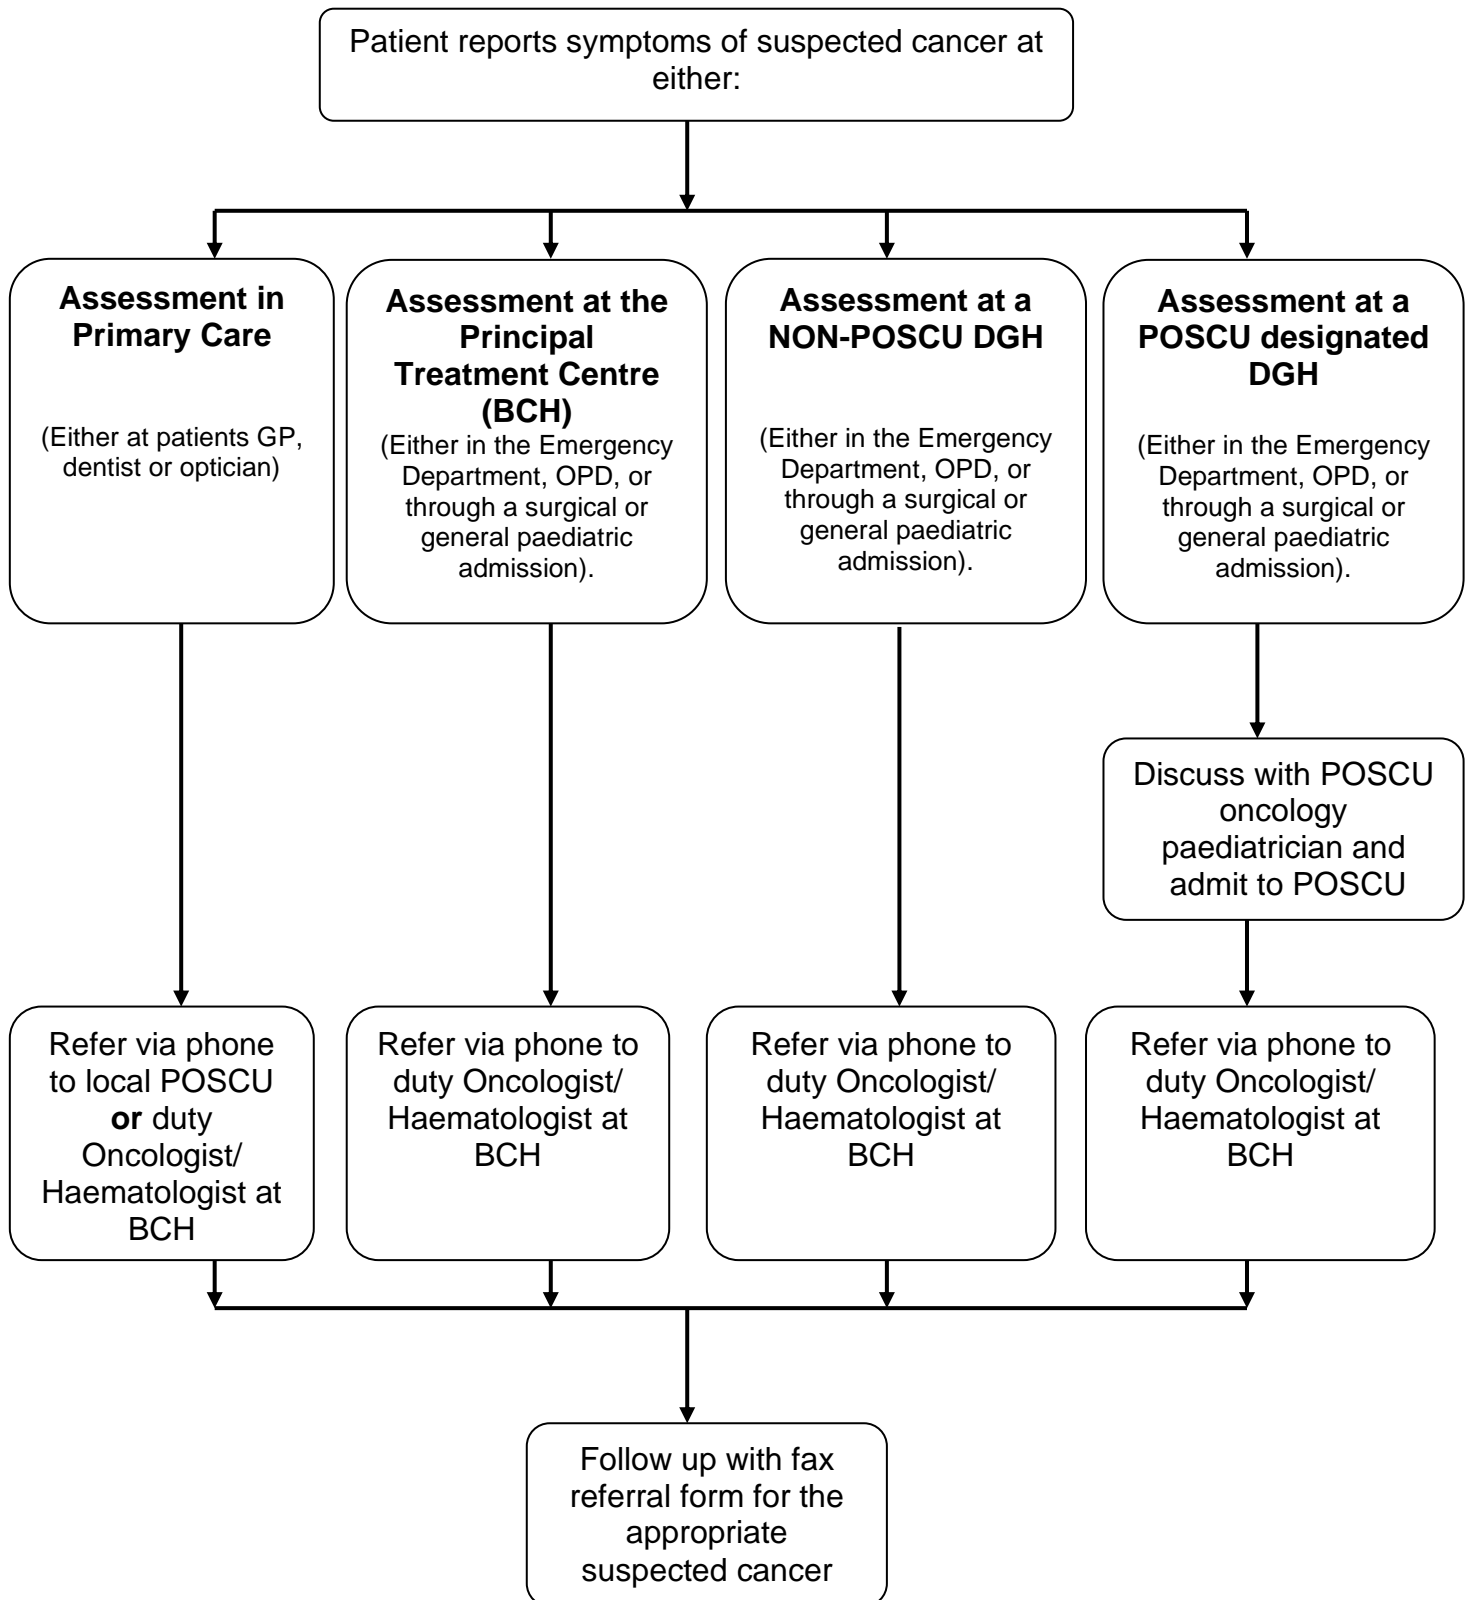 Patient reports symptoms of suspected cancer at
either:
Assessment in
Primary Care
(Either at patients GP,
dentist or optician)
Assessment at the
Principal
Treatment Centre
(BCH)
(Either in the Emergency
Department, OPD, or
through a surgical or
general paediatric
admission).
Assessment at a
NON-POSCU DGH
(Either in the Emergency
Department, OPD, or
through a surgical or
general paediatric
admission).
Assessment at a
POSCU designated
DGH
(Either in the Emergency
Department, OPD, or
through a surgical or
general paediatric
admission).
Discuss with POSCU
oncology
paediatrician and
admit to POSCU
Refer via phone
to local POSCU
or duty
Oncologist/
Haematologist at
BCH
Refer via phone to
duty Oncologist/
Haematologist at
BCH
Refer via phone to
duty Oncologist/
Haematologist at
BCH
Refer via phone to
duty Oncologist/
Haematologist at
BCH
Follow up with fax
referral form for the
appropriate
suspected cancer